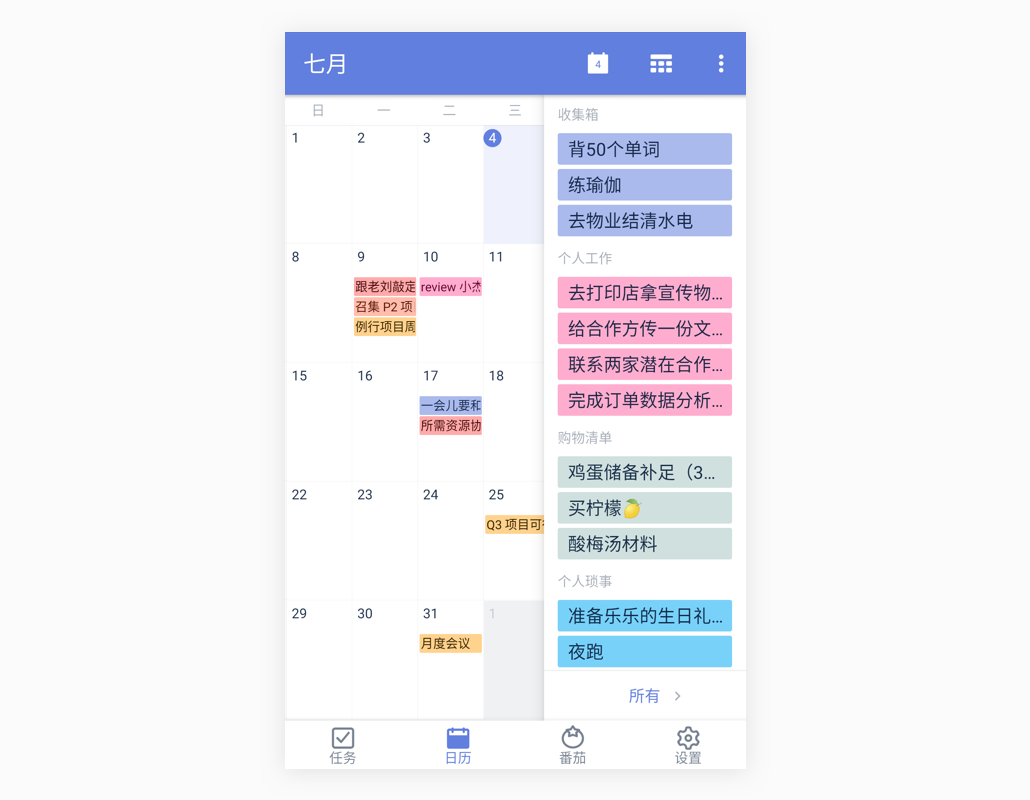 七月
4
日 一 二 三
1 2 3 4
8 9 10 11
跟老刘敲定
review 小杰
召集 P2 项
例行项目周
15 16 17 18
一会儿要和
所需资源协
22 23 24 25
Q3 项目可
29 30 31 1
月度会议
收集箱
背50个单词
练瑜伽
去物业结清水电
个人工作
去打印店拿宣传物...
给合作方传一份文...
联系两家潜在合作...
完成订单数据分析...
购物清单
鸡蛋储备补足（3...
买柠檬🍋
酸梅汤材料
个人琐事
准备乐乐的生日礼...
夜跑
所有 >
任务 日历 番茄 设置